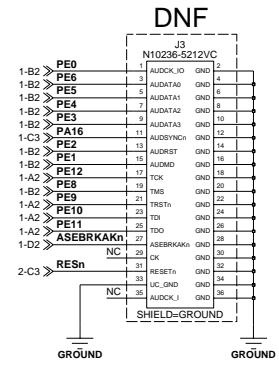 DNF
J3
N10236-5212VC
1-B2 PE0 1 AUDCK_IO GND 2
1-B2 PE6 3 AUDATA0 GND 4
1-B2 PE5 5 AUDATA1 GND 6
1-B2 PE4 7 AUDATA2 GND 8
1-B2 PE3 9 AUDATA3 GND 10
1-C3 PA16 11 AUDSYNCn GND 12
1-B2 PE2 13 AUDRST GND 14
1-B2 PE1 15 AUDMD GND 16
1-A2 PE12 17 TCK GND 18
1-B2 PE8 19 TMS GND 20
1-A2 PE9 21 TRSTn GND 22
1-A2 PE10 23 TDI GND 24
1-A2 PE11 25 TDO GND 26
1-D2 ASEBRKAKn 27 ASEBRKAKn GND 28
NC 29 CK GND 30
2-C3 RESn 31 RESETn GND 32
33 UC_GND GND 34
NC 35 AUDCK_I GND 36
SHIELD=GROUND
GROUND GROUND